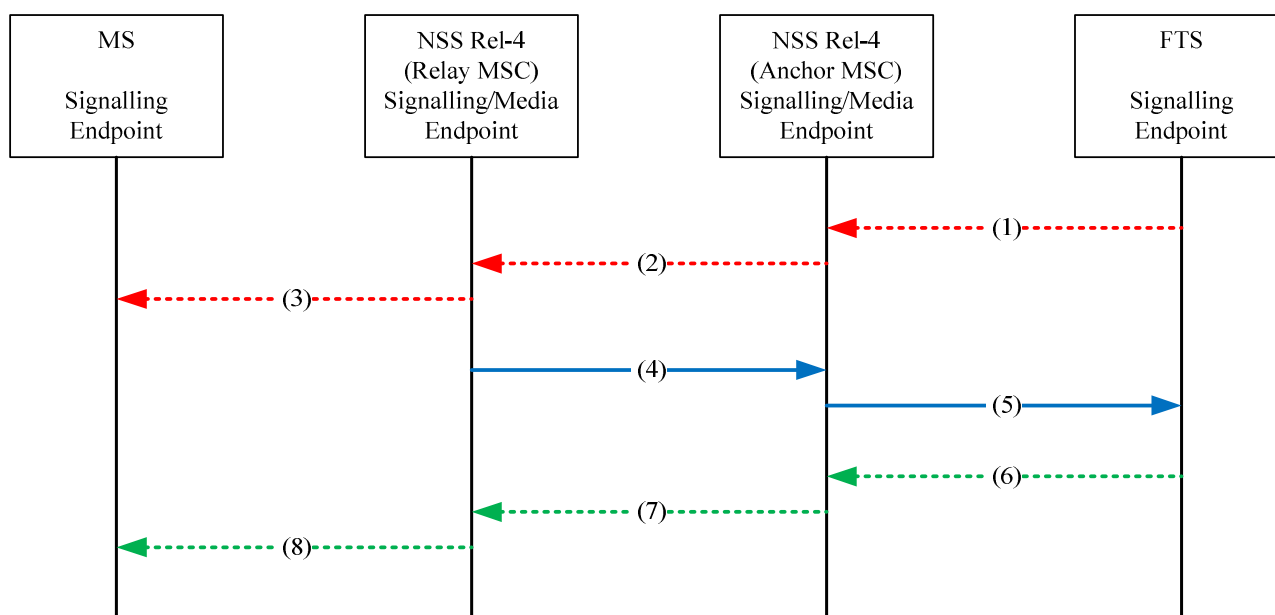 MS
Signalling
Endpoint
NSS Rel-4
(Relay MSC)
Signalling/Media
Endpoint
NSS Rel-4
(Anchor MSC)
Signalling/Media
Endpoint
FTS
Signalling
Endpoint
(1)
(2)
(3)
(4)
(5)
(6)
(7)
(8)